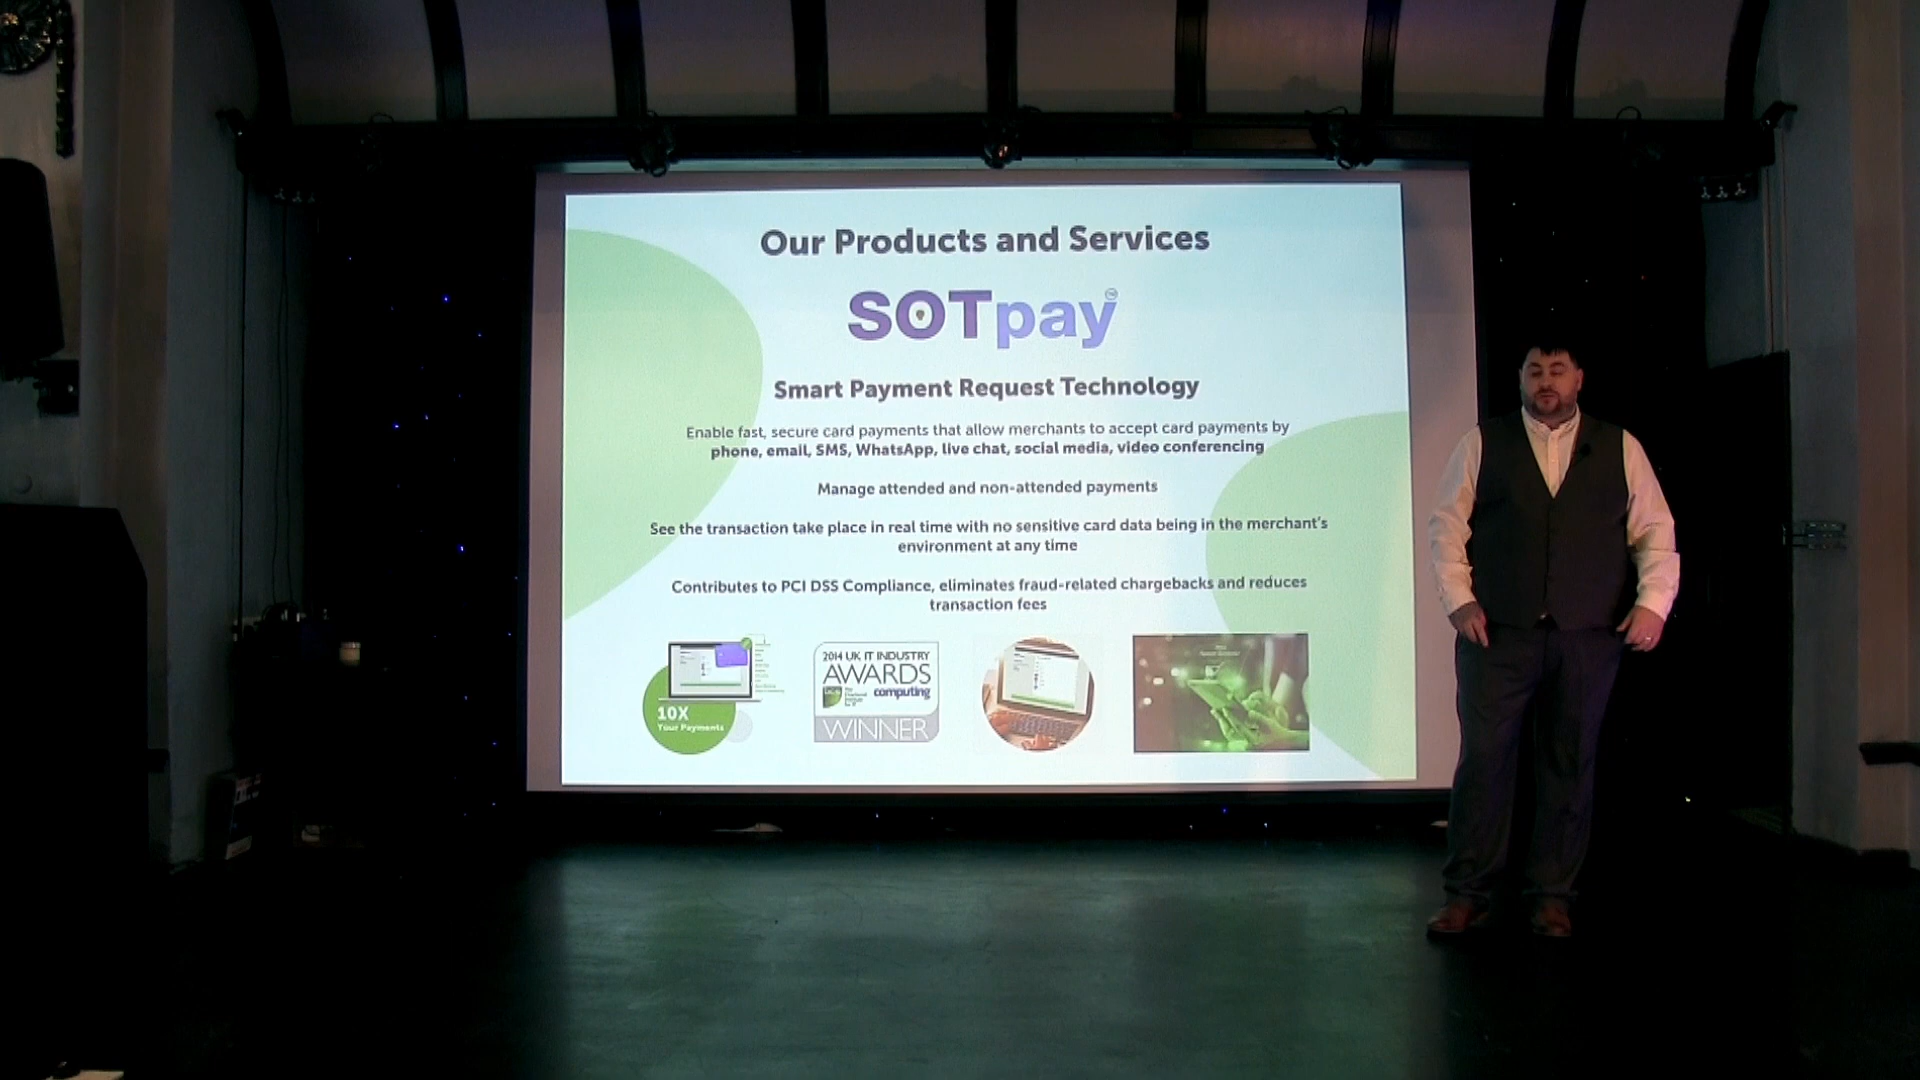 Our Products and Services
SOTpay
Smart Payment Request Technology
Enable fast, secure card payments that allow merchants to accept card payments by
phone, email, SMS, WhatsApp, live chat, social media, video conferencing
Manage attended and non-attended payments
See the transaction take place in real time with no sensitive card data being in the merchant's
environment at any time
Contributes to PCI DSS Compliance, eliminates fraud-related chargebacks and reduces
transaction fees
10X
Your Payments
2014 UK IT INDUSTRY
AWARDS
computing
WINNER